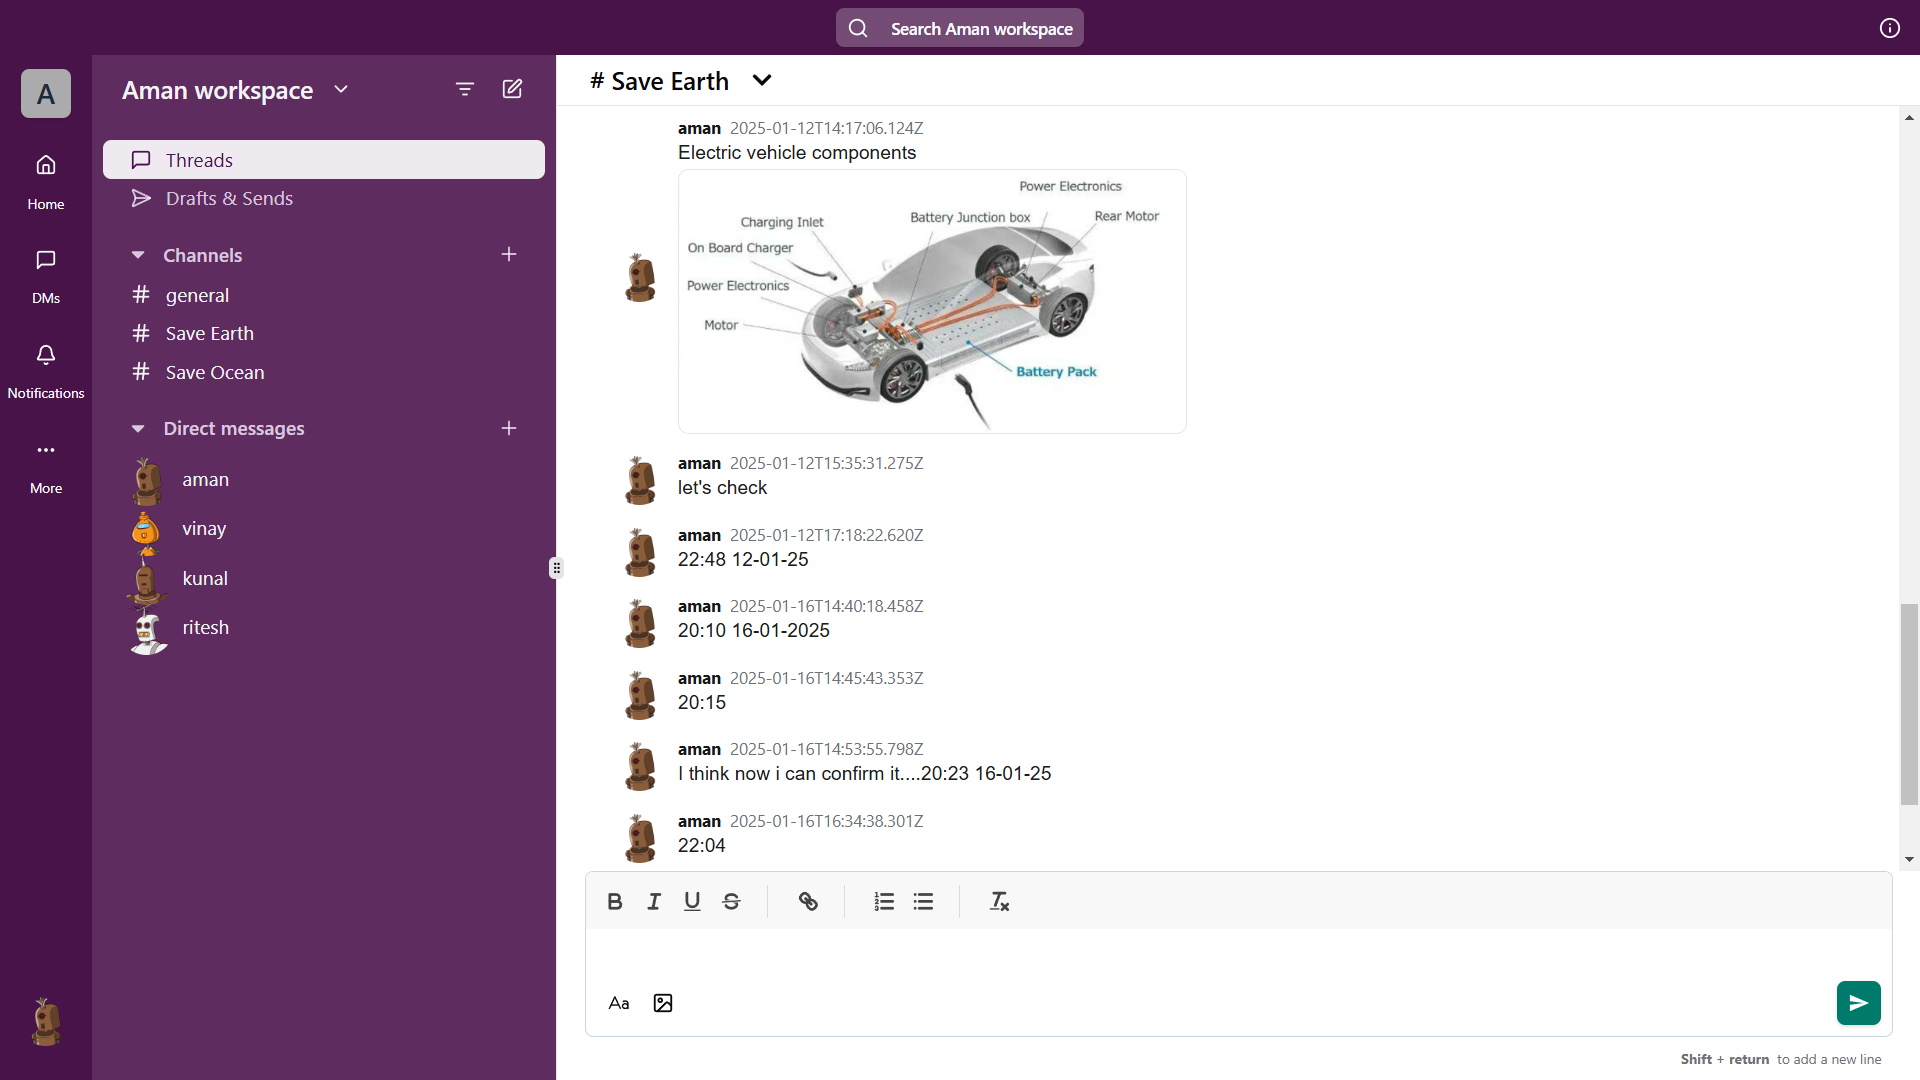 Search Aman workspace
A
Home
DMs
Notifications
More
Aman workspace
Threads
Drafts & Sends
Channels
# general
# Save Earth
# Save Ocean
Direct messages
aman
vinay
kunal
ritesh
# Save Earth
aman 2025-01-12T14:17:06.124Z
Electric vehicle components
Power Electronics
Charging Inlet
Battery Junction box
Rear Motor
On Board Charger
Power Electronics
Motor
Battery Pack
aman 2025-01-12T15:35:31.275Z
let's check
aman 2025-01-12T17:18:22.620Z
22:48 12-01-25
aman 2025-01-16T14:40:18.458Z
20:10 16-01-2025
aman 2025-01-16T14:45:43.353Z
20:15
aman 2025-01-16T14:53:55.798Z
I think now i can confirm it....20:23 16-01-25
aman 2025-01-16T16:34:38.301Z
22:04
B I U S
Aa
Shift + return to add a new line